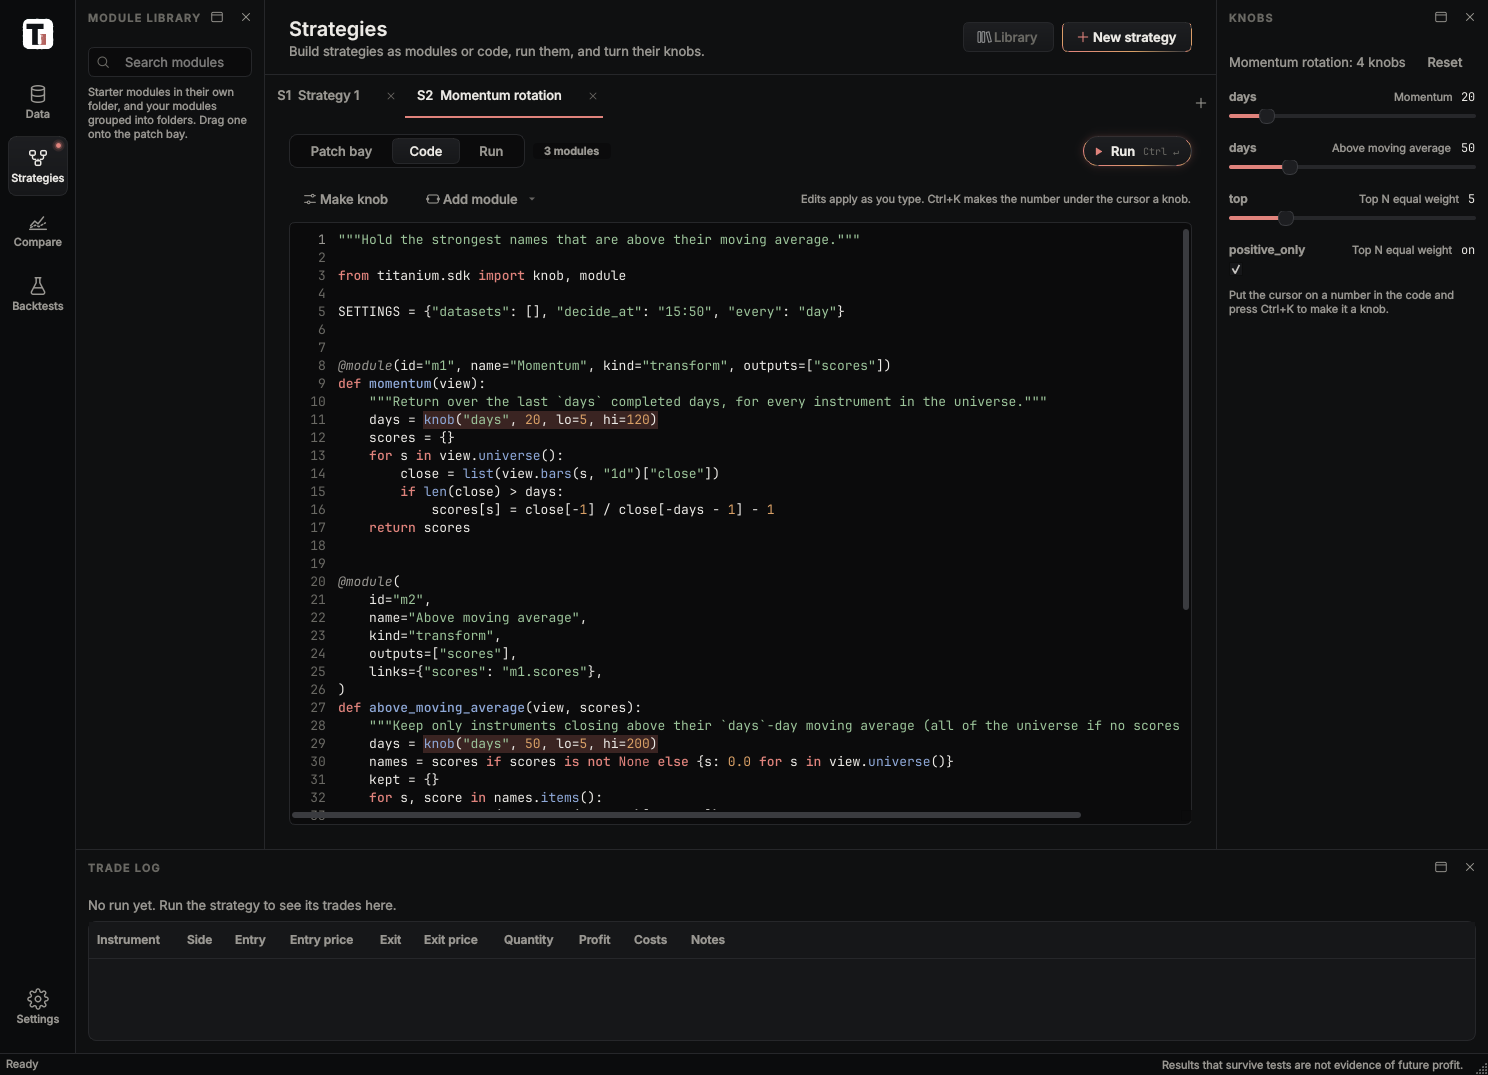 Ti
Data
Strategies
Compare
Backtests
Settings
MODULE LIBRARY
Search modules
Starter modules in their own
folder, and your modules
grouped into folders. Drag one
onto the patch bay.
Strategies
Build strategies as modules or code, run them, and turn their knobs.
Library
+ New strategy
S1 Strategy 1 ×
S2 Momentum rotation ×
+
Patch bay
Code
Run
3 modules
Run Ctrl ↵
Make knob
Add module
Edits apply as you type. Ctrl+K makes the number under the cursor a knob.
1 """Hold the strongest names that are above their moving average."""
2
3 from titanium.sdk import knob, module
4
5 SETTINGS = {"datasets": [], "decide_at": "15:50", "every": "day"}
6
7
8 @module(id="m1", name="Momentum", kind="transform", outputs=["scores"])
9 def momentum(view):
10     """Return over the last `days` completed days, for every instrument in the universe."""
11     days = knob("days", 20, lo=5, hi=120)
12     scores = {}
13     for s in view.universe():
14         close = list(view.bars(s, "1d")["close"])
15         if len(close) > days:
16             scores[s] = close[-1] / close[-days - 1] - 1
17     return scores
18
19
20 @module(
21     id="m2",
22     name="Above moving average",
23     kind="transform",
24     outputs=["scores"],
25     links={"scores": "m1.scores"},
26 )
27 def above_moving_average(view, scores):
28     """Keep only instruments closing above their `days`-day moving average (all of the universe if no scores
29     days = knob("days", 50, lo=5, hi=200)
30     names = scores if scores is not None else {s: 0.0 for s in view.universe()}
31     kept = {}
32     for s, score in names.items():
KNOBS
Momentum rotation: 4 knobs Reset
days Momentum 20
days Above moving average 50
top Top N equal weight 5
positive_only Top N equal weight on
✓
Put the cursor on a number in the code and
press Ctrl+K to make it a knob.
TRADE LOG
No run yet. Run the strategy to see its trades here.
Instrument Side Entry Entry price Exit Exit price Quantity Profit Costs Notes
Ready
Results that survive tests are not evidence of future profit.